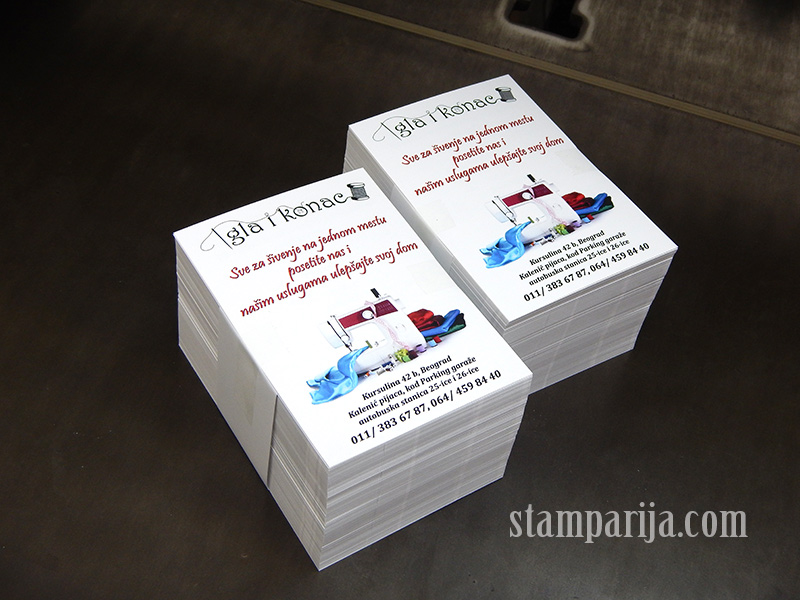 Igla i konac
Sve za šivenje na jednom mestu
posetite nas i
našim uslugama ulepšajte svoj dom
Kursulina 42 b, Beograd
Kalenić pijaca, kod Parking garaže
autobuska stanica 25-ice i 26-ice
011/ 383 67 87, 064/ 459 84 40
Igla i konac
Sve za šivenje na jednom mestu
posetite nas i
našim uslugama ulepšajte svoj dom
Kursulina 42 b, Beograd
Kalenić pijaca, kod Parking garaže
autobuska stanica 25-ice i 26-ice
011/ 383 67 87, 064/ 459 84 40
stamparija.com